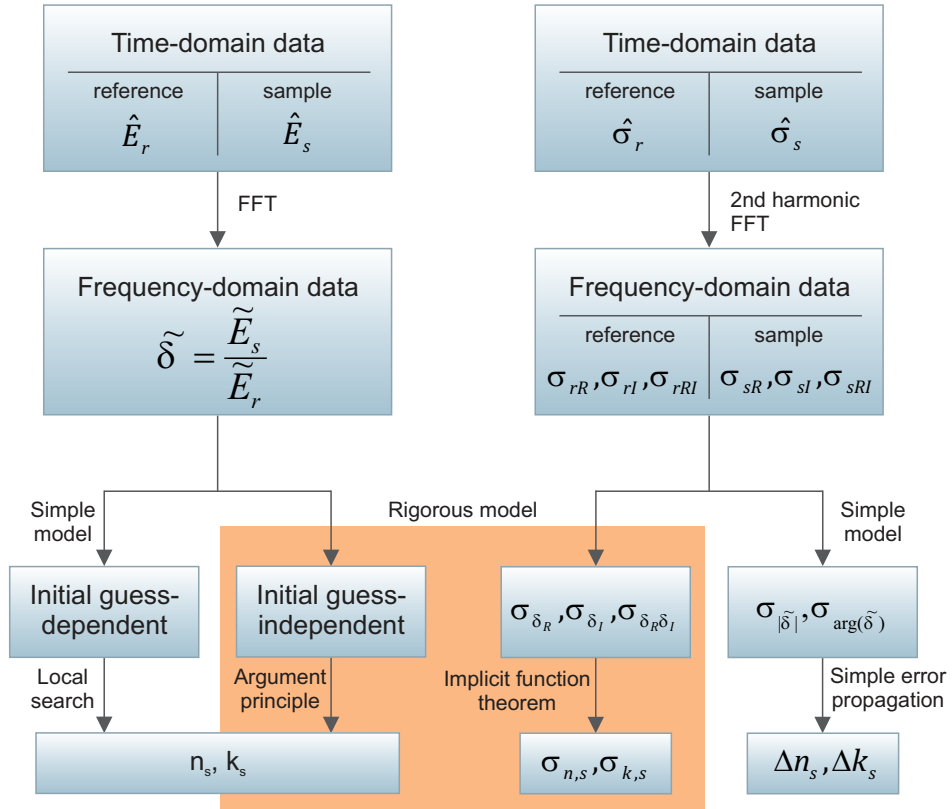 Time-domain data
reference sample
Ê_r Ê_s
FFT
Frequency-domain data
δ̃ = Ẽ_s / Ẽ_r
Time-domain data
reference sample
σ̂_r σ̂_s
2nd harmonic
FFT
Frequency-domain data
reference sample
σ_rR, σ_rI, σ_rRI σ_sR, σ_sI, σ_sRI
Simple
model
Rigorous model
Simple
model
Initial guess-
dependent
Initial guess-
independent
σ_δ_R, σ_δ_I, σ_δ_Rδ_I
σ_|δ̃|, σ_arg(δ̃)
Local
search
Argument
principle
Implicit function
theorem
Simple error
propagation
n_s, k_s
σ_n,s, σ_k,s
Δn_s, Δk_s